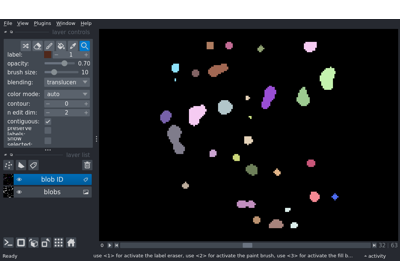 File View Plugins Window Help
layer controls
label: 1
opacity: 0.70
brush size: 10
blending: translucen
color mode: auto
contour: 0
n edit dim: 2
contiguous:
preserve labels:
show selected:
layer list
blob ID
blobs
32 63
Ready use <1> for activate the label eraser, use <2> for activate the paint brush, use <3> for activate the fill b... activity